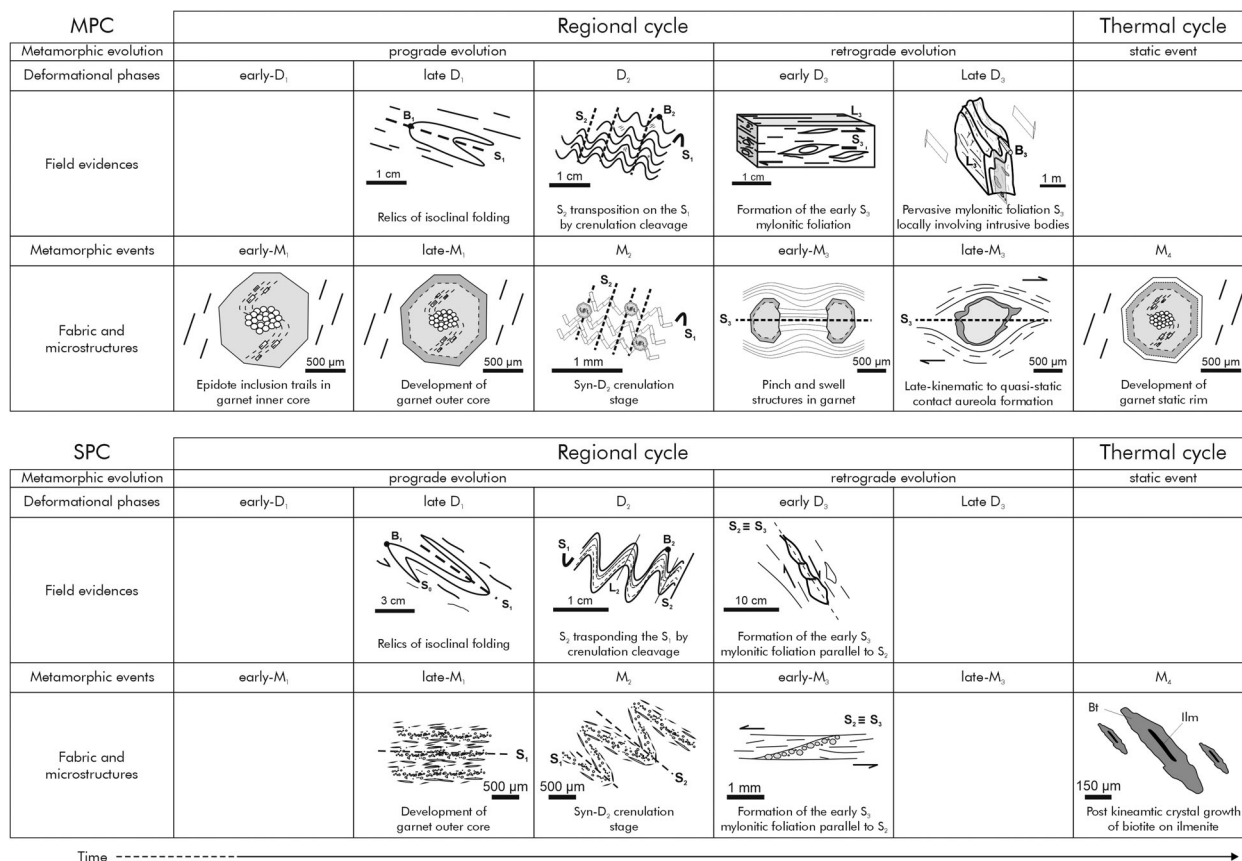 MPC
Regional cycle
Thermal cycle
Metamorphic evolution
prograde evolution
retrograde evolution
static event
Deformational phases
early-D₁
late D₁
D₂
early D₃
Late D₃
Field evidences
B₁
S₁
1 cm
Relics of isoclinal folding
S₂
B₂
S₁
1 cm
S₂ transposition on the S₁
by crenulation cleavage
L₃
S₃
1 cm
Formation of the early S₃
mylonitic foliation
L₃
B₃
1 m
Pervasive mylonitic foliation S₃
locally involving intrusive bodies
Metamorphic events
early-M₁
late-M₁
M₂
early-M₃
late-M₃
M₄
Fabric and
microstructures
500 µm
Epidote inclusion trails in
garnet inner core
500 µm
Development of
garnet outer core
S₂
S₁
1 mm
Syn-D₂ crenulation
stage
S₃
500 µm
Pinch and swell
structures in garnet
S₃
500 µm
Late-kinematic to quasi-static
contact aureola formation
500 µm
Development of
garnet static rim
SPC
Regional cycle
Thermal cycle
Metamorphic evolution
prograde evolution
retrograde evolution
static event
Deformational phases
early-D₁
late D₁
D₂
early D₃
Late D₃
Field evidences
B₁
S₀
S₁
3 cm
Relics of isoclinal folding
S₁
B₂
L₂
S₂
1 cm
S₂ trasponding the S₁ by
crenulation cleavage
S₂ ≡ S₃
10 cm
Formation of the early S₃
mylonitic foliation parallel to S₂
Metamorphic events
early-M₁
late-M₁
M₂
early-M₃
late-M₃
M₄
Fabric and
microstructures
S₁
500 µm
Development of
garnet outer core
S₁
S₂
500 µm
Syn-D₂ crenulation
stage
S₂ ≡ S₃
1 mm
Formation of the early S₃
mylonitic foliation parallel to S₂
Bt
Ilm
150 µm
Post kineamtic crystal growth
of biotite on ilmenite
Time